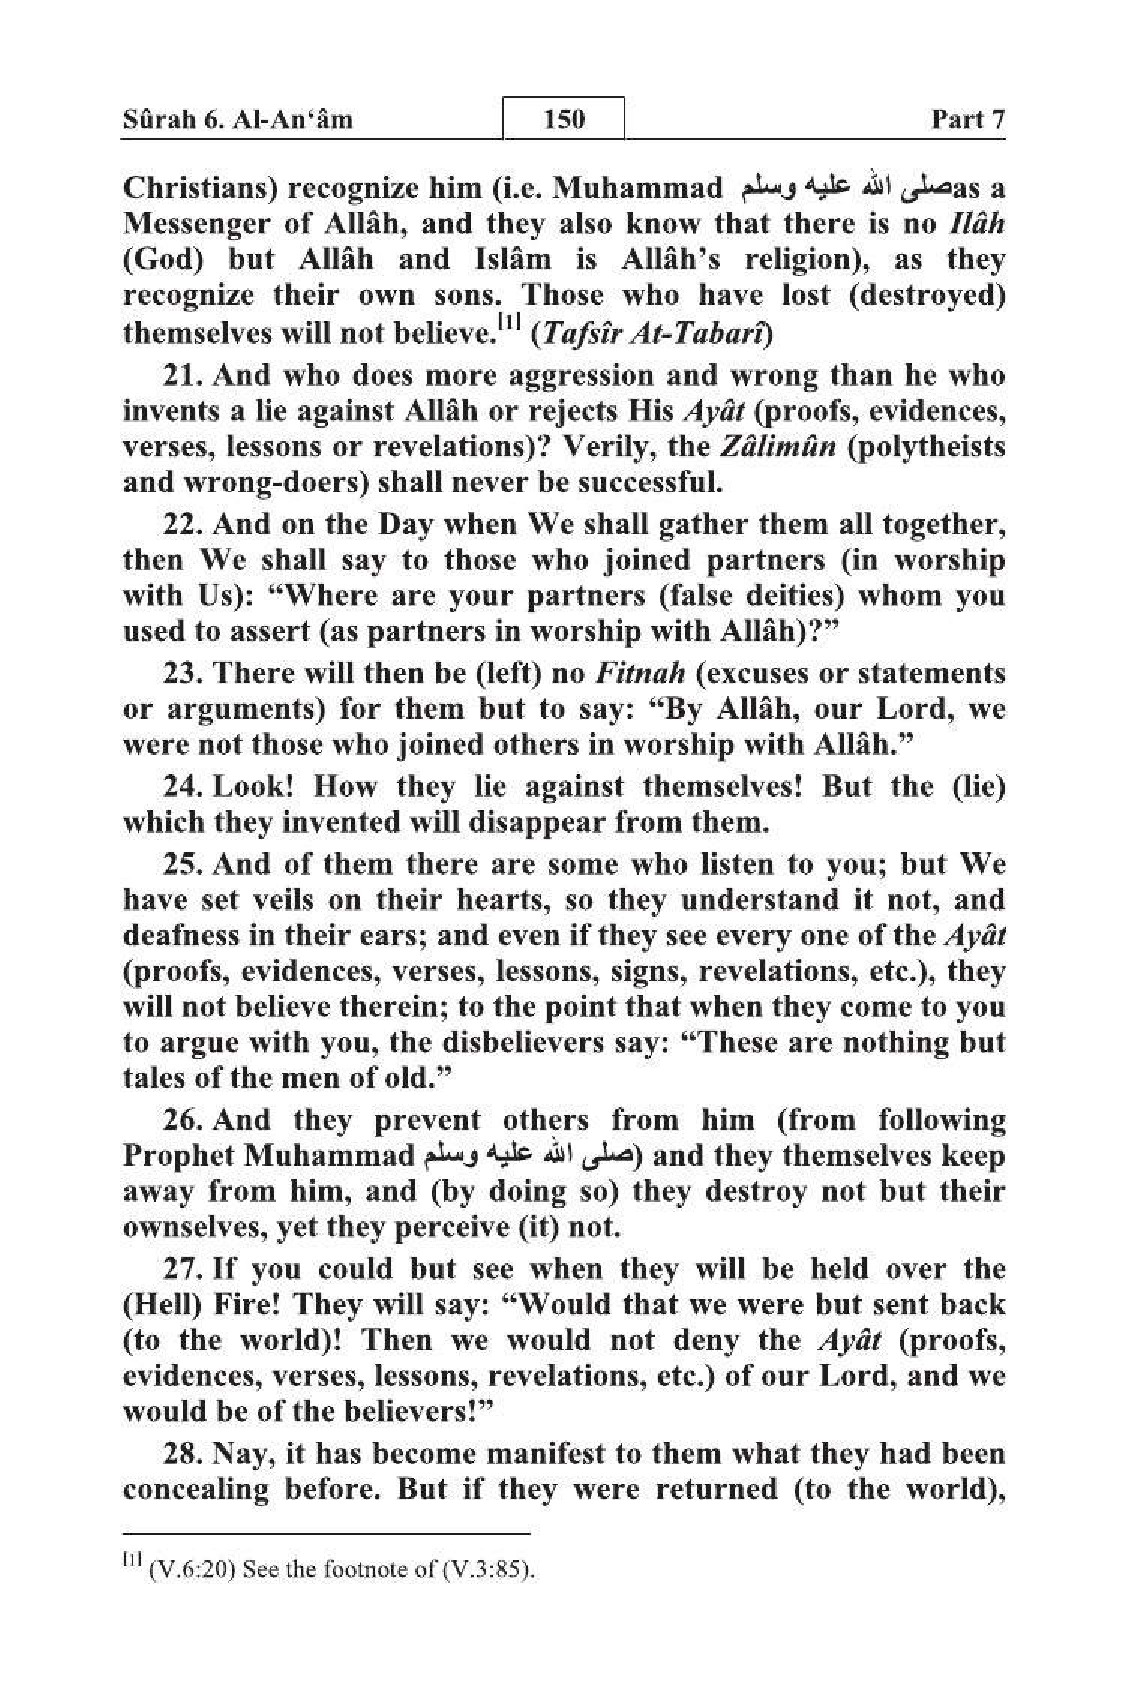 Sûrah 6. Al-An‘âm 150 Part 7
Christians) recognize him (i.e. Muhammad صلى الله عليه وسلم as a
Messenger of Allâh, and they also know that there is no Ilâh
(God) but Allâh and Islâm is Allâh’s religion), as they
recognize their own sons. Those who have lost (destroyed)
themselves will not believe.[1] (Tafsîr At-Tabarî)
21. And who does more aggression and wrong than he who
invents a lie against Allâh or rejects His Ayât (proofs, evidences,
verses, lessons or revelations)? Verily, the Zâlimûn (polytheists
and wrong-doers) shall never be successful.
22. And on the Day when We shall gather them all together,
then We shall say to those who joined partners (in worship
with Us): “Where are your partners (false deities) whom you
used to assert (as partners in worship with Allâh)?”
23. There will then be (left) no Fitnah (excuses or statements
or arguments) for them but to say: “By Allâh, our Lord, we
were not those who joined others in worship with Allâh.”
24. Look! How they lie against themselves! But the (lie)
which they invented will disappear from them.
25. And of them there are some who listen to you; but We
have set veils on their hearts, so they understand it not, and
deafness in their ears; and even if they see every one of the Ayât
(proofs, evidences, verses, lessons, signs, revelations, etc.), they
will not believe therein; to the point that when they come to you
to argue with you, the disbelievers say: “These are nothing but
tales of the men of old.”
26. And they prevent others from him (from following
Prophet Muhammad صلى الله عليه وسلم) and they themselves keep
away from him, and (by doing so) they destroy not but their
ownselves, yet they perceive (it) not.
27. If you could but see when they will be held over the
(Hell) Fire! They will say: “Would that we were but sent back
(to the world)! Then we would not deny the Ayât (proofs,
evidences, verses, lessons, revelations, etc.) of our Lord, and we
would be of the believers!”
28. Nay, it has become manifest to them what they had been
concealing before. But if they were returned (to the world),
[1] (V.6:20) See the footnote of (V.3:85).